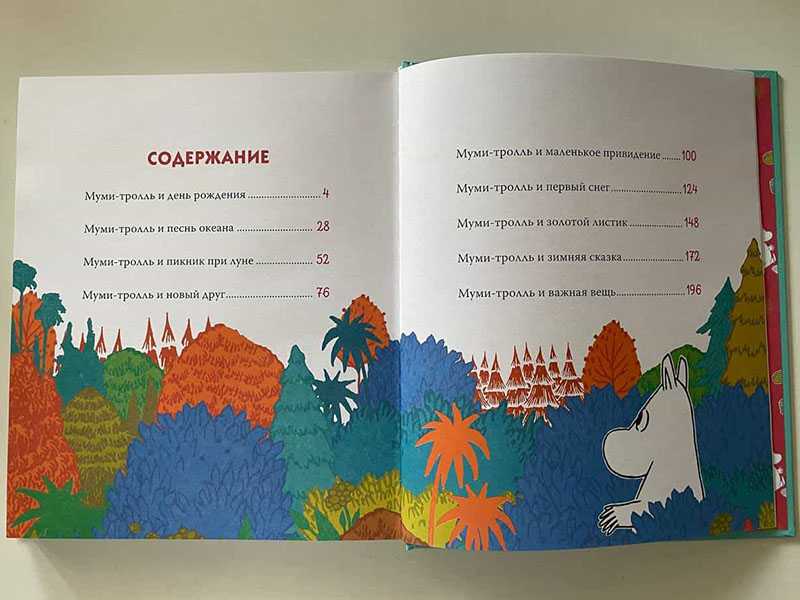 СОДЕРЖАНИЕ
Муми-тролль и день рождения ........................ 4
Муми-тролль и песнь океана .......................... 28
Муми-тролль и пикник при луне .................. 52
Муми-тролль и новый друг........................... 76
Муми-тролль и маленькое привидение ...... 100
Муми-тролль и первый снег .................... 124
Муми-тролль и золотой листик ................ 148
Муми-тролль и зимняя сказка.................. 172
Муми-тролль и важная вещь.................... 196